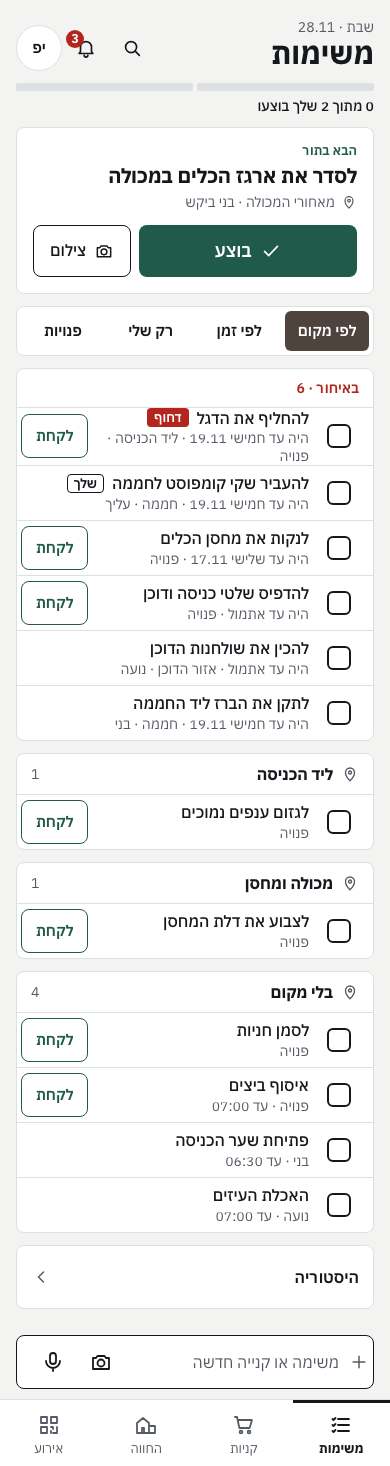 שבת · 28.11
משימות
3
יפ
0 מתוך 2 שלך בוצעו
הבא בתור
לסדר את ארגז הכלים במכולה
מאחורי המכולה · בני ביקש
בוצע
צילום
לפי מקום
לפי זמן
רק שלי
פנויות
באיחור · 6
להחליף את הדגל דחוף
היה עד חמישי 19.11 · ליד הכניסה ·
פנויה
לקחת
להעביר שקי קומפוסט לחממה שלך
היה עד חמישי 19.11 · חממה · עליך
לנקות את מחסן הכלים
היה עד שלישי 17.11 · פנויה
לקחת
להדפיס שלטי כניסה ודוכן
היה עד אתמול · פנויה
לקחת
להכין את שולחנות הדוכן
היה עד אתמול · אזור הדוכן · נועה
לתקן את הברז ליד החממה
היה עד חמישי 19.11 · חממה · בני
ליד הכניסה
1
לגזום ענפים נמוכים
פנויה
לקחת
מכולה ומחסן
1
לצבוע את דלת המחסן
פנויה
לקחת
בלי מקום
4
לסמן חניות
פנויה
לקחת
איסוף ביצים
פנויה · עד 07:00
לקחת
פתיחת שער הכניסה
בני · עד 06:30
האכלת העיזים
נועה · עד 07:00
היסטוריה
משימה או קנייה חדשה
משימות
קניות
החווה
אירוע